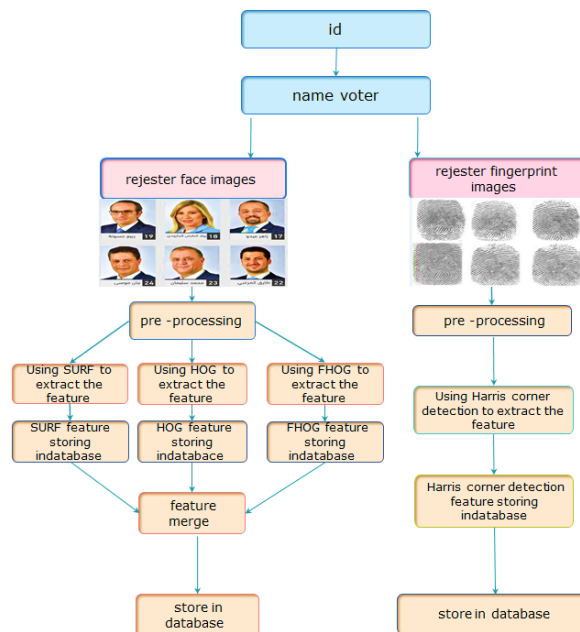 id
name voter
rejester face images
rejester fingerprint
images
19
18
17
24
23
22
pre -processing
pre -processing
Using SURF to
extract the
feature
Using HOG to
extract the
feature
Using FHOG to
extract the
feature
Using Harris corner
detection to extract the
feature
SURF feature
storing
indatabase
HOG feature
storing
indatabace
FHOG feature
storing
indatabase
Harris corner detection
feature storing
indatabase
feature
merge
store in
database
store in database